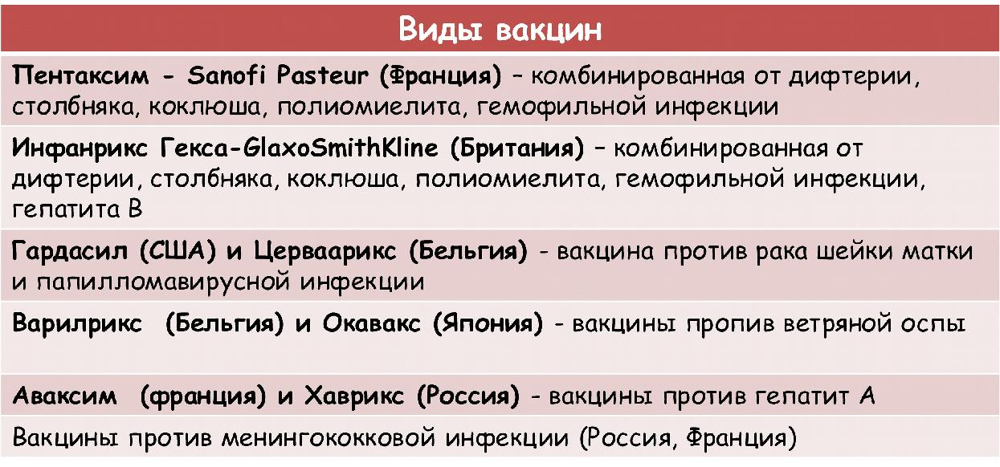 Виды вакцин
Пентаксим - Sanofi Pasteur (Франция) – комбинированная от дифтерии,
столбняка, коклюша, полиомиелита, гемофильной инфекции
Инфанрикс Гекса-GlaxoSmithKline (Британия) – комбинированная от
дифтерии, столбняка, коклюша, полиомиелита, гемофильной инфекции,
гепатита В
Гардасил (США) и Церваарикс (Бельгия) - вакцина против рака шейки матки
и папилломавирусной инфекции
Варилрикс (Бельгия) и Окавакс (Япония) - вакцины пропив ветряной оспы
Аваксим (франция) и Хаврикс (Россия) - вакцины против гепатит А
Вакцины против менингококковой инфекции (Россия, Франция)